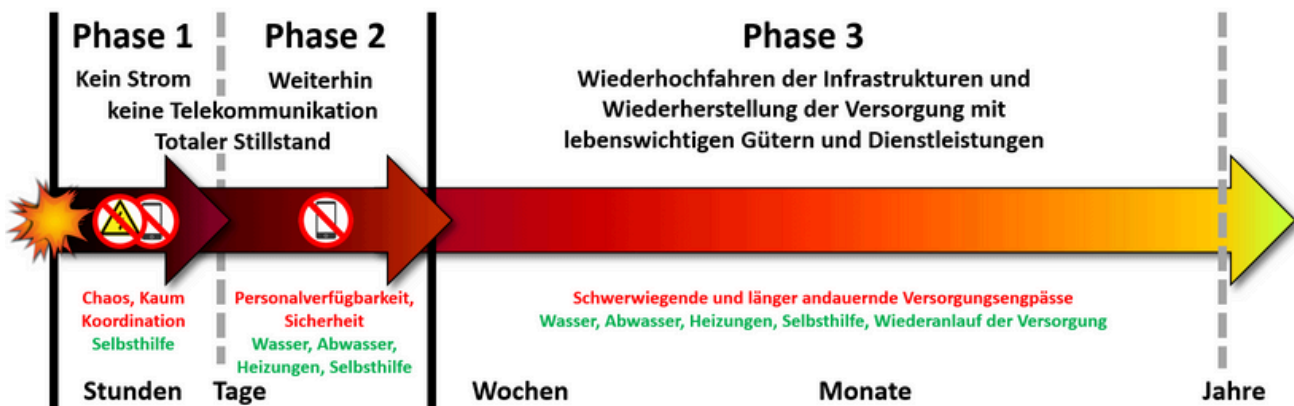 Phase 1
Phase 2
Phase 3
Kein Strom
Weiterhin
keine Telekommunikation
Totaler Stillstand
Wiederhochfahren der Infrastrukturen und
Wiederherstellung der Versorgung mit
lebenswichtigen Gütern und Dienstleistungen
Chaos, Kaum
Koordination
Selbsthilfe
Personalverfügbarkeit,
Sicherheit
Wasser, Abwasser,
Heizungen, Selbsthilfe
Schwerwiegende und länger andauernde Versorgungsengpässe
Wasser, Abwasser, Heizungen, Selbsthilfe, Wiederanlauf der Versorgung
Stunden
Tage
Wochen
Monate
Jahre